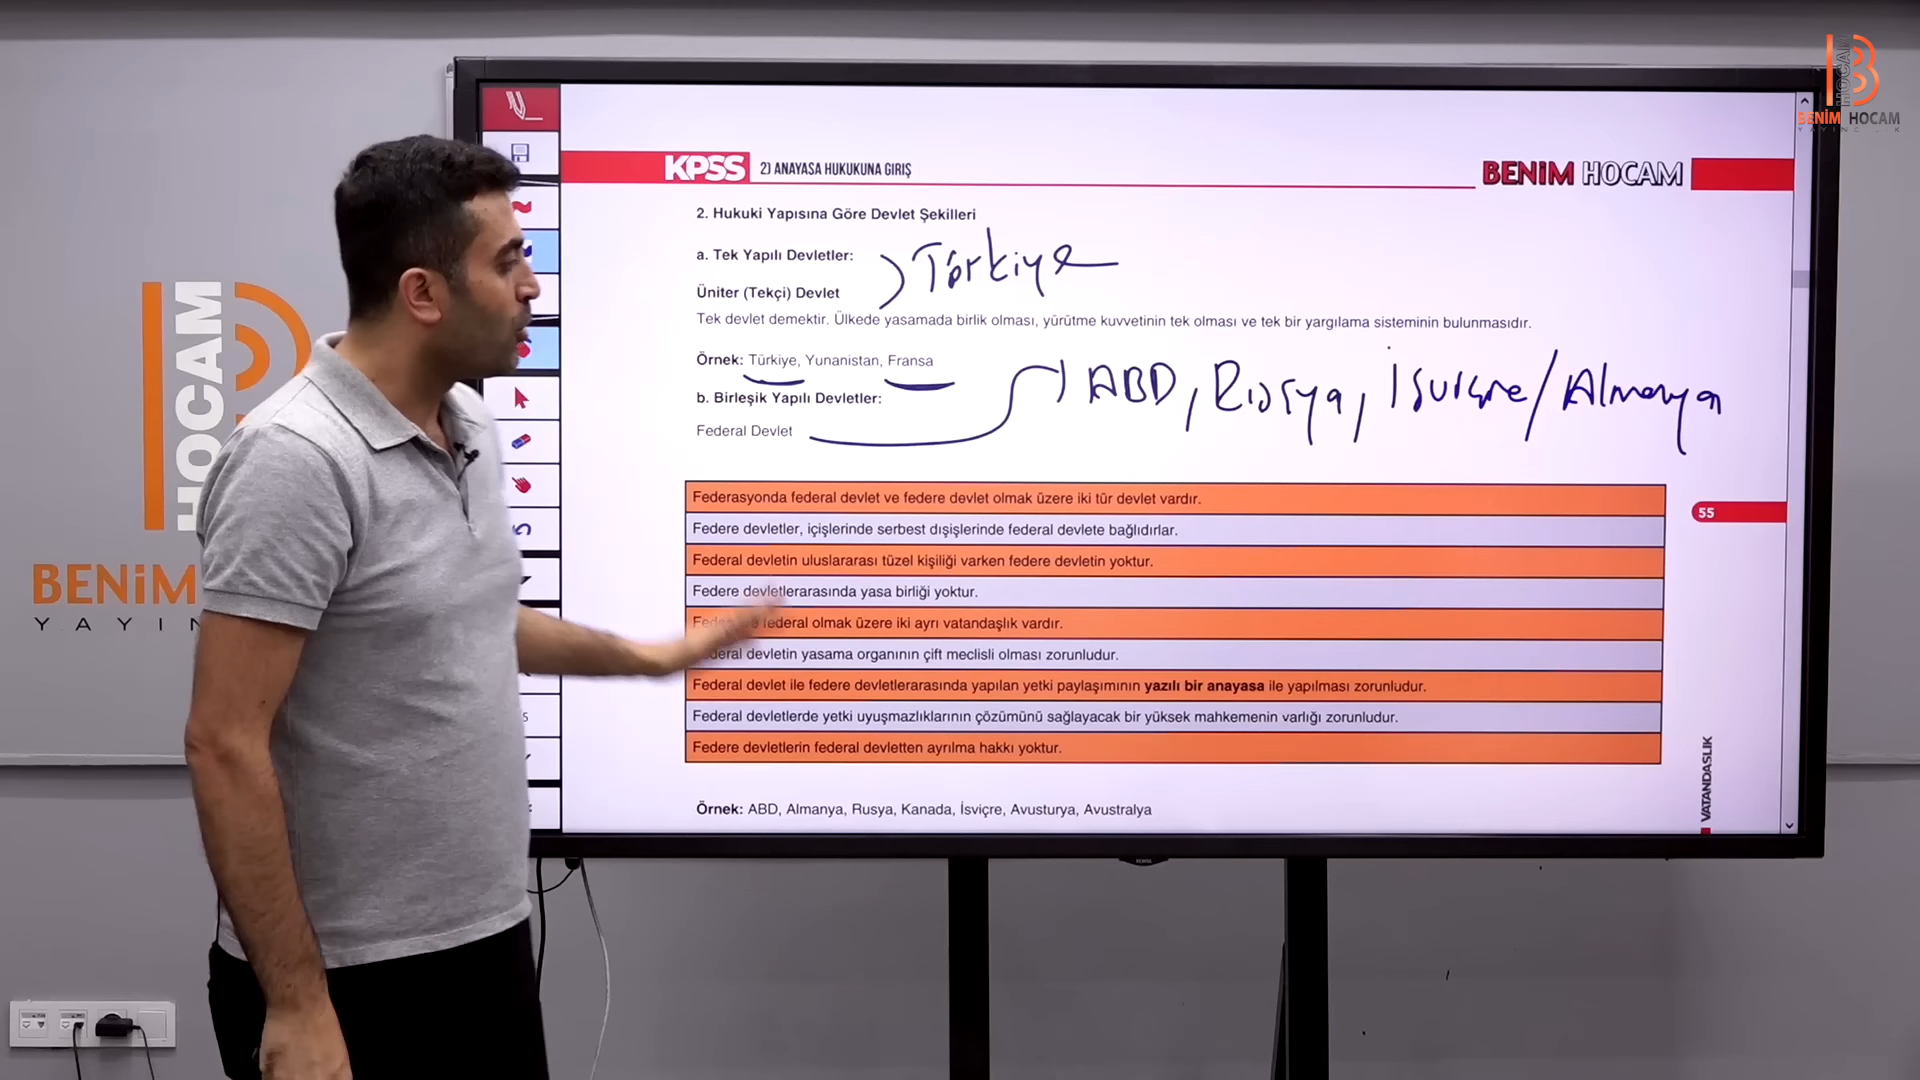 HOCAM
BENİM HOCAM
YAYINCILIK
HOCAM
BENİM
YAYIN
KPSS 2) ANAYASA HUKUKUNA GIRIŞ
BENİM HOCAM
2. Hukuki Yapısına Göre Devlet Şekilleri
a. Tek Yapılı Devletler:
Türkiye
Üniter (Tekçi) Devlet
Tek devlet demektir. Ülkede yasamada birlik olması, yürütme kuvvetinin tek olması ve tek bir yargılama sisteminin bulunmasıdır.
Örnek: Türkiye, Yunanistan, Fransa
ABD, Rusya, İsviçre / Almanya
b. Birleşik Yapılı Devletler:
Federal Devlet
Federasyonda federal devlet ve federe devlet olmak üzere iki tür devlet vardır.
Federe devletler, içişlerinde serbest dışişlerinde federal devlete bağlıdırlar.
Federal devletin uluslararası tüzel kişiliği varken federe devletin yoktur.
Federe devletlerarasında yasa birliği yoktur.
federal olmak üzere iki ayrı vatandaşlık vardır.
devletin yasama organının çift meclisli olması zorunludur.
Federal devlet ile federe devletlerarasında yapılan yetki paylaşımının yazılı bir anayasa ile yapılması zorunludur.
Federal devletlerde yetki uyuşmazlıklarının çözümünü sağlayacak bir yüksek mahkemenin varlığı zorunludur.
Federe devletlerin federal devletten ayrılma hakkı yoktur.
Örnek: ABD, Almanya, Rusya, Kanada, İsviçre, Avusturya, Avustralya
55
VATANDAŞLIK